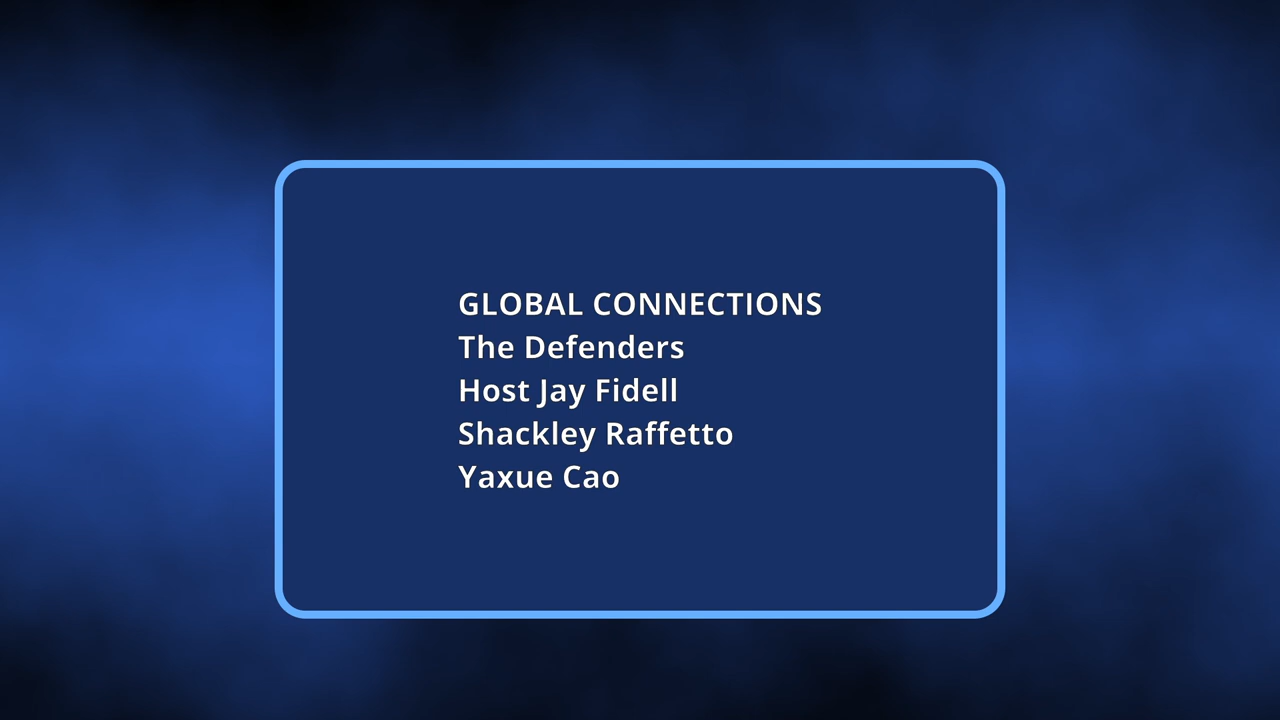 GLOBAL CONNECTIONS
The Defenders
Host Jay Fidell
Shackley Raffetto
Yaxue Cao